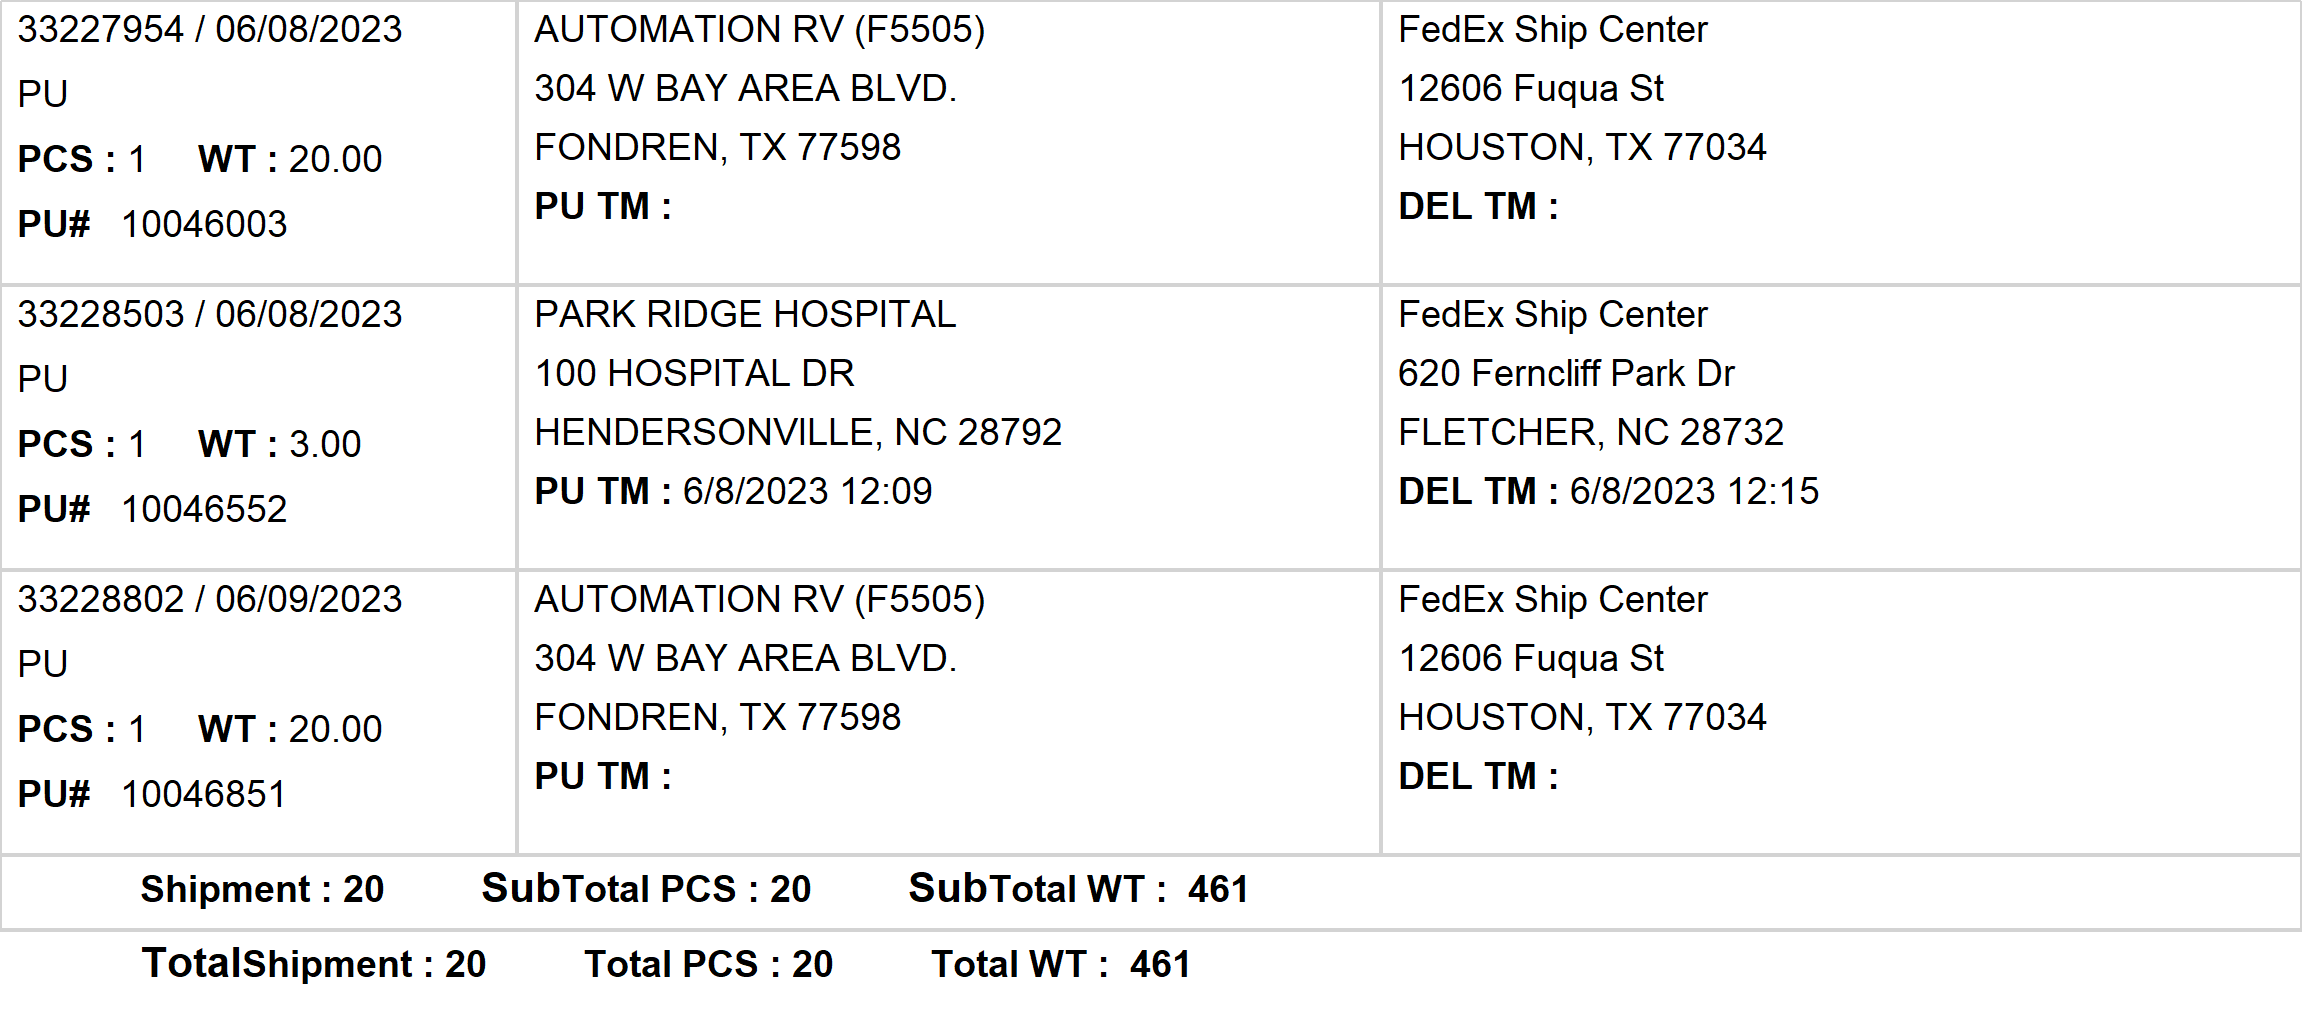 33227954 / 06/08/2023
PU
PCS : 1 WT : 20.00
PU# 10046003
AUTOMATION RV (F5505)
304 W BAY AREA BLVD.
FONDREN, TX 77598
PU TM :
FedEx Ship Center
12606 Fuqua St
HOUSTON, TX 77034
DEL TM :
33228503 / 06/08/2023
PU
PCS : 1 WT : 3.00
PU# 10046552
PARK RIDGE HOSPITAL
100 HOSPITAL DR
HENDERSONVILLE, NC 28792
PU TM : 6/8/2023 12:09
FedEx Ship Center
620 Ferncliff Park Dr
FLETCHER, NC 28732
DEL TM : 6/8/2023 12:15
33228802 / 06/09/2023
PU
PCS : 1 WT : 20.00
PU# 10046851
AUTOMATION RV (F5505)
304 W BAY AREA BLVD.
FONDREN, TX 77598
PU TM :
FedEx Ship Center
12606 Fuqua St
HOUSTON, TX 77034
DEL TM :
Shipment : 20 SubTotal PCS : 20 SubTotal WT : 461
TotalShipment : 20 Total PCS : 20 Total WT : 461